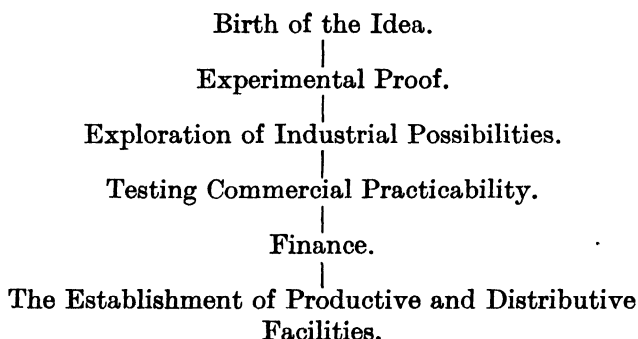 Birth of the Idea.
Experimental Proof.
Exploration of Industrial Possibilities.
Testing Commercial Practicability.
Finance.
The Establishment of Productive and Distributive
Facilities.